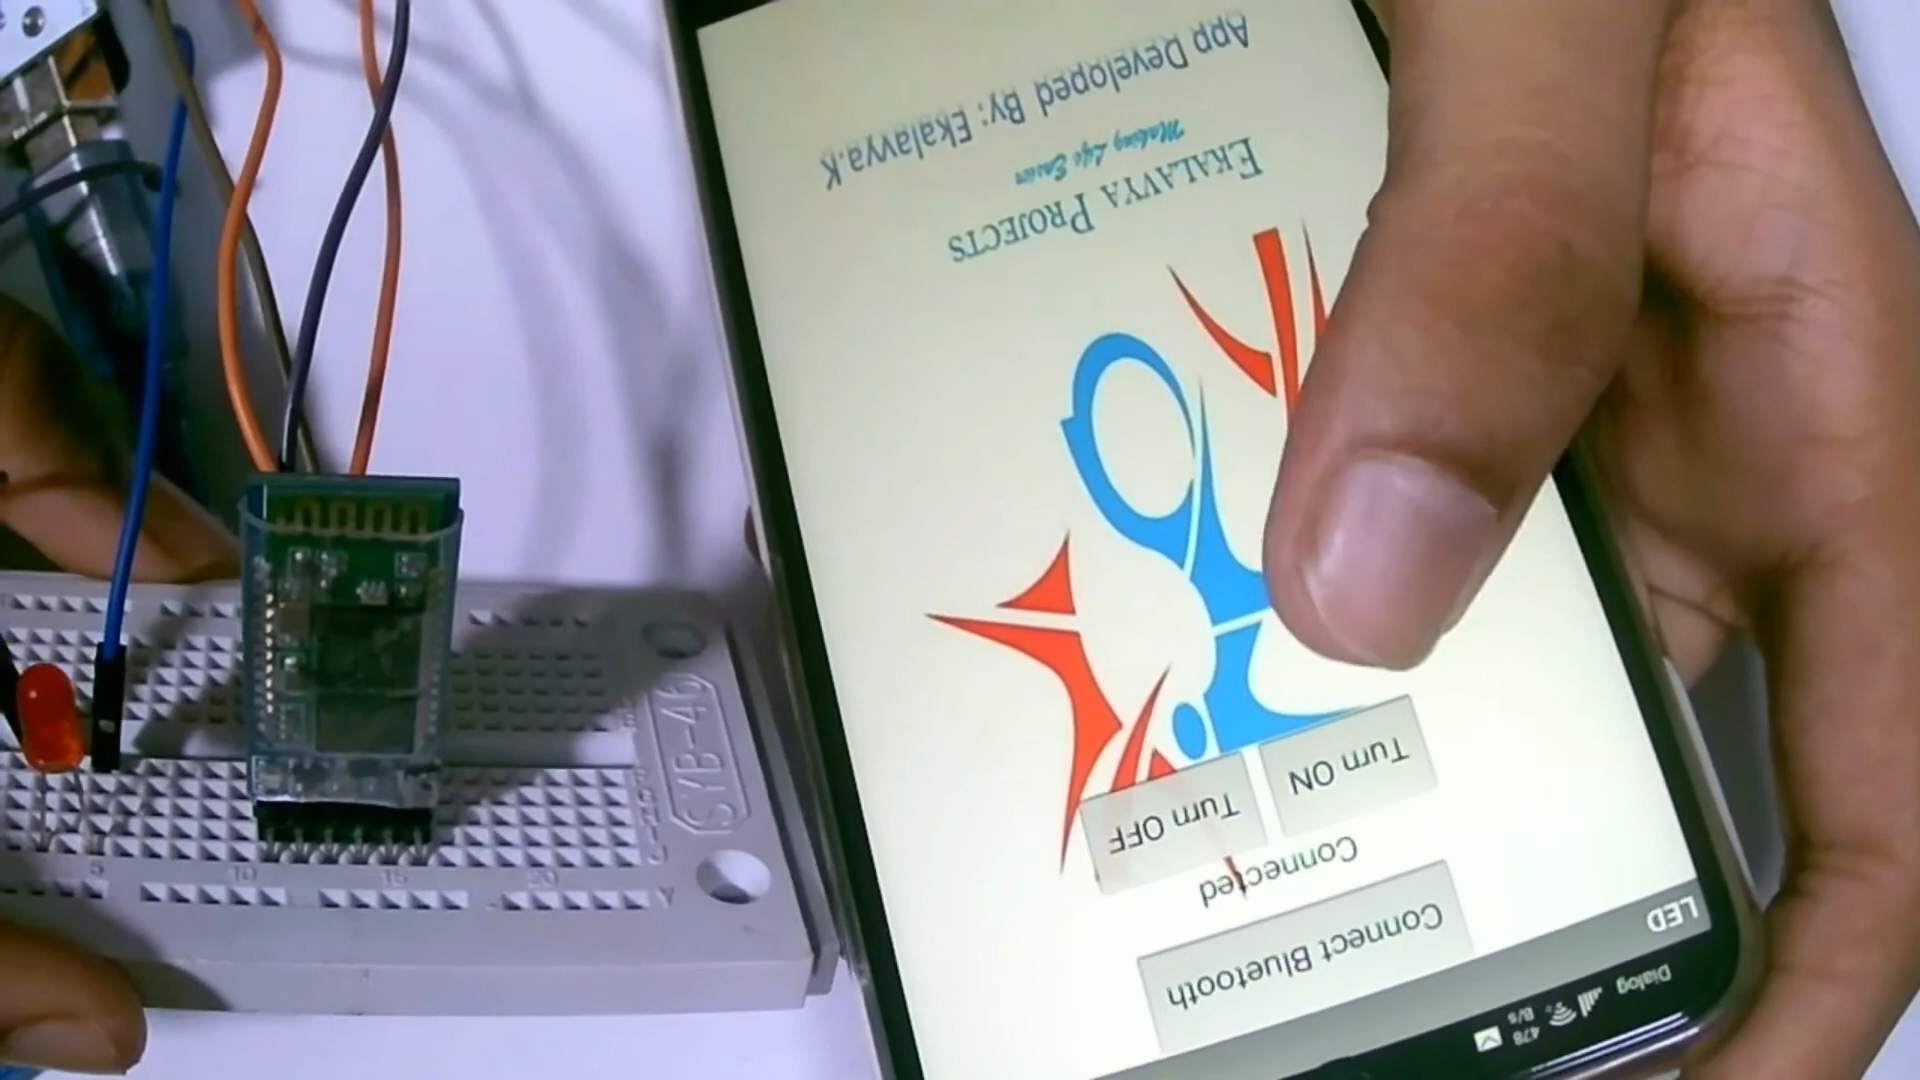 Dialog
478
B/s
LED
Connect Bluetooth
Connected
Turn ON
Turn OFF
EKALAVYA PROJECTS
Making Life Easier
App Developed By: Ekalavya.K
SYB-46
5
10
15
20
Y